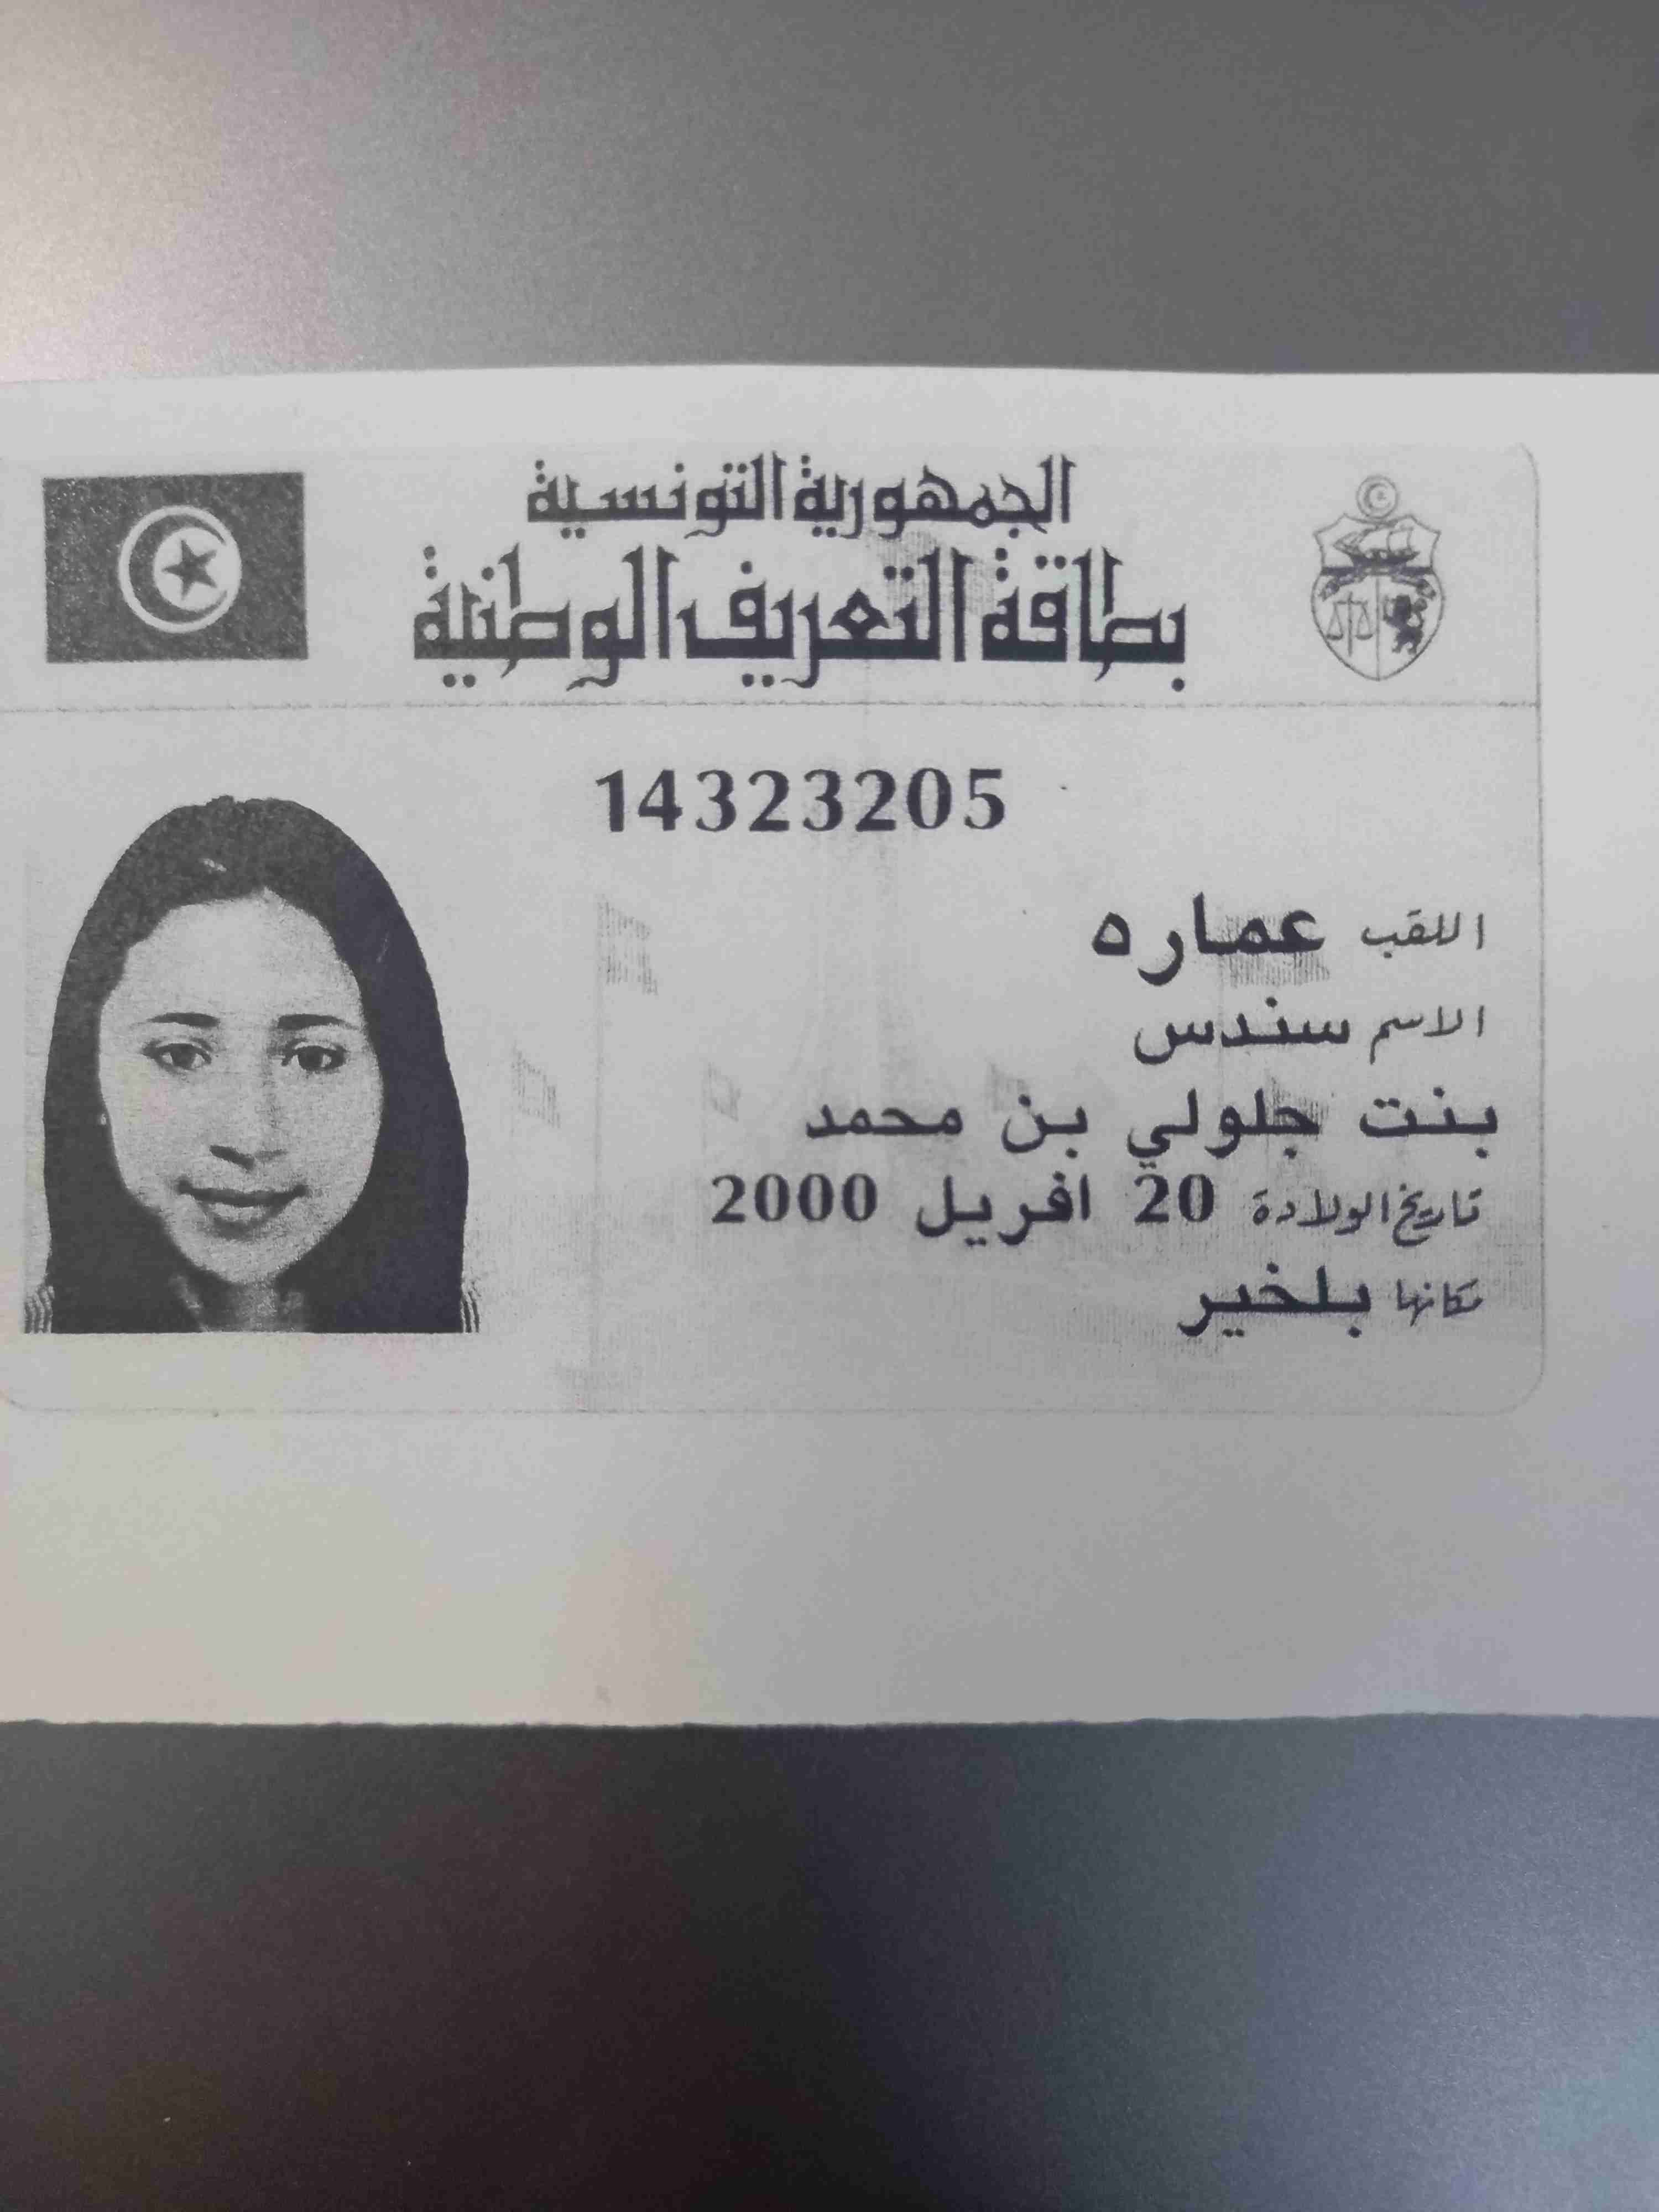 الجمهورية التونسية
بطاقة التعريف الوطنية
14323205
اللقب عماره
الاسم سندس
بنت جلولي بن محمد
تاريخ الولادة 20 افريل 2000
مكانها بلخير